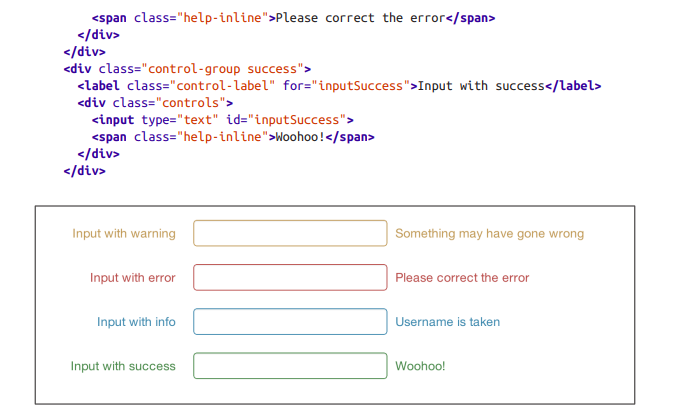 <span class="help-inline">Please correct the error</span>
</div>
</div>
<div class="control-group success">
<label class="control-label" for="inputSuccess">Input with success</label>
<div class="controls">
<input type="text" id="inputSuccess">
<span class="help-inline">Woohoo!</span>
</div>
</div>
Input with warning Something may have gone wrong
Input with error Please correct the error
Input with info Username is taken
Input with success Woohoo!